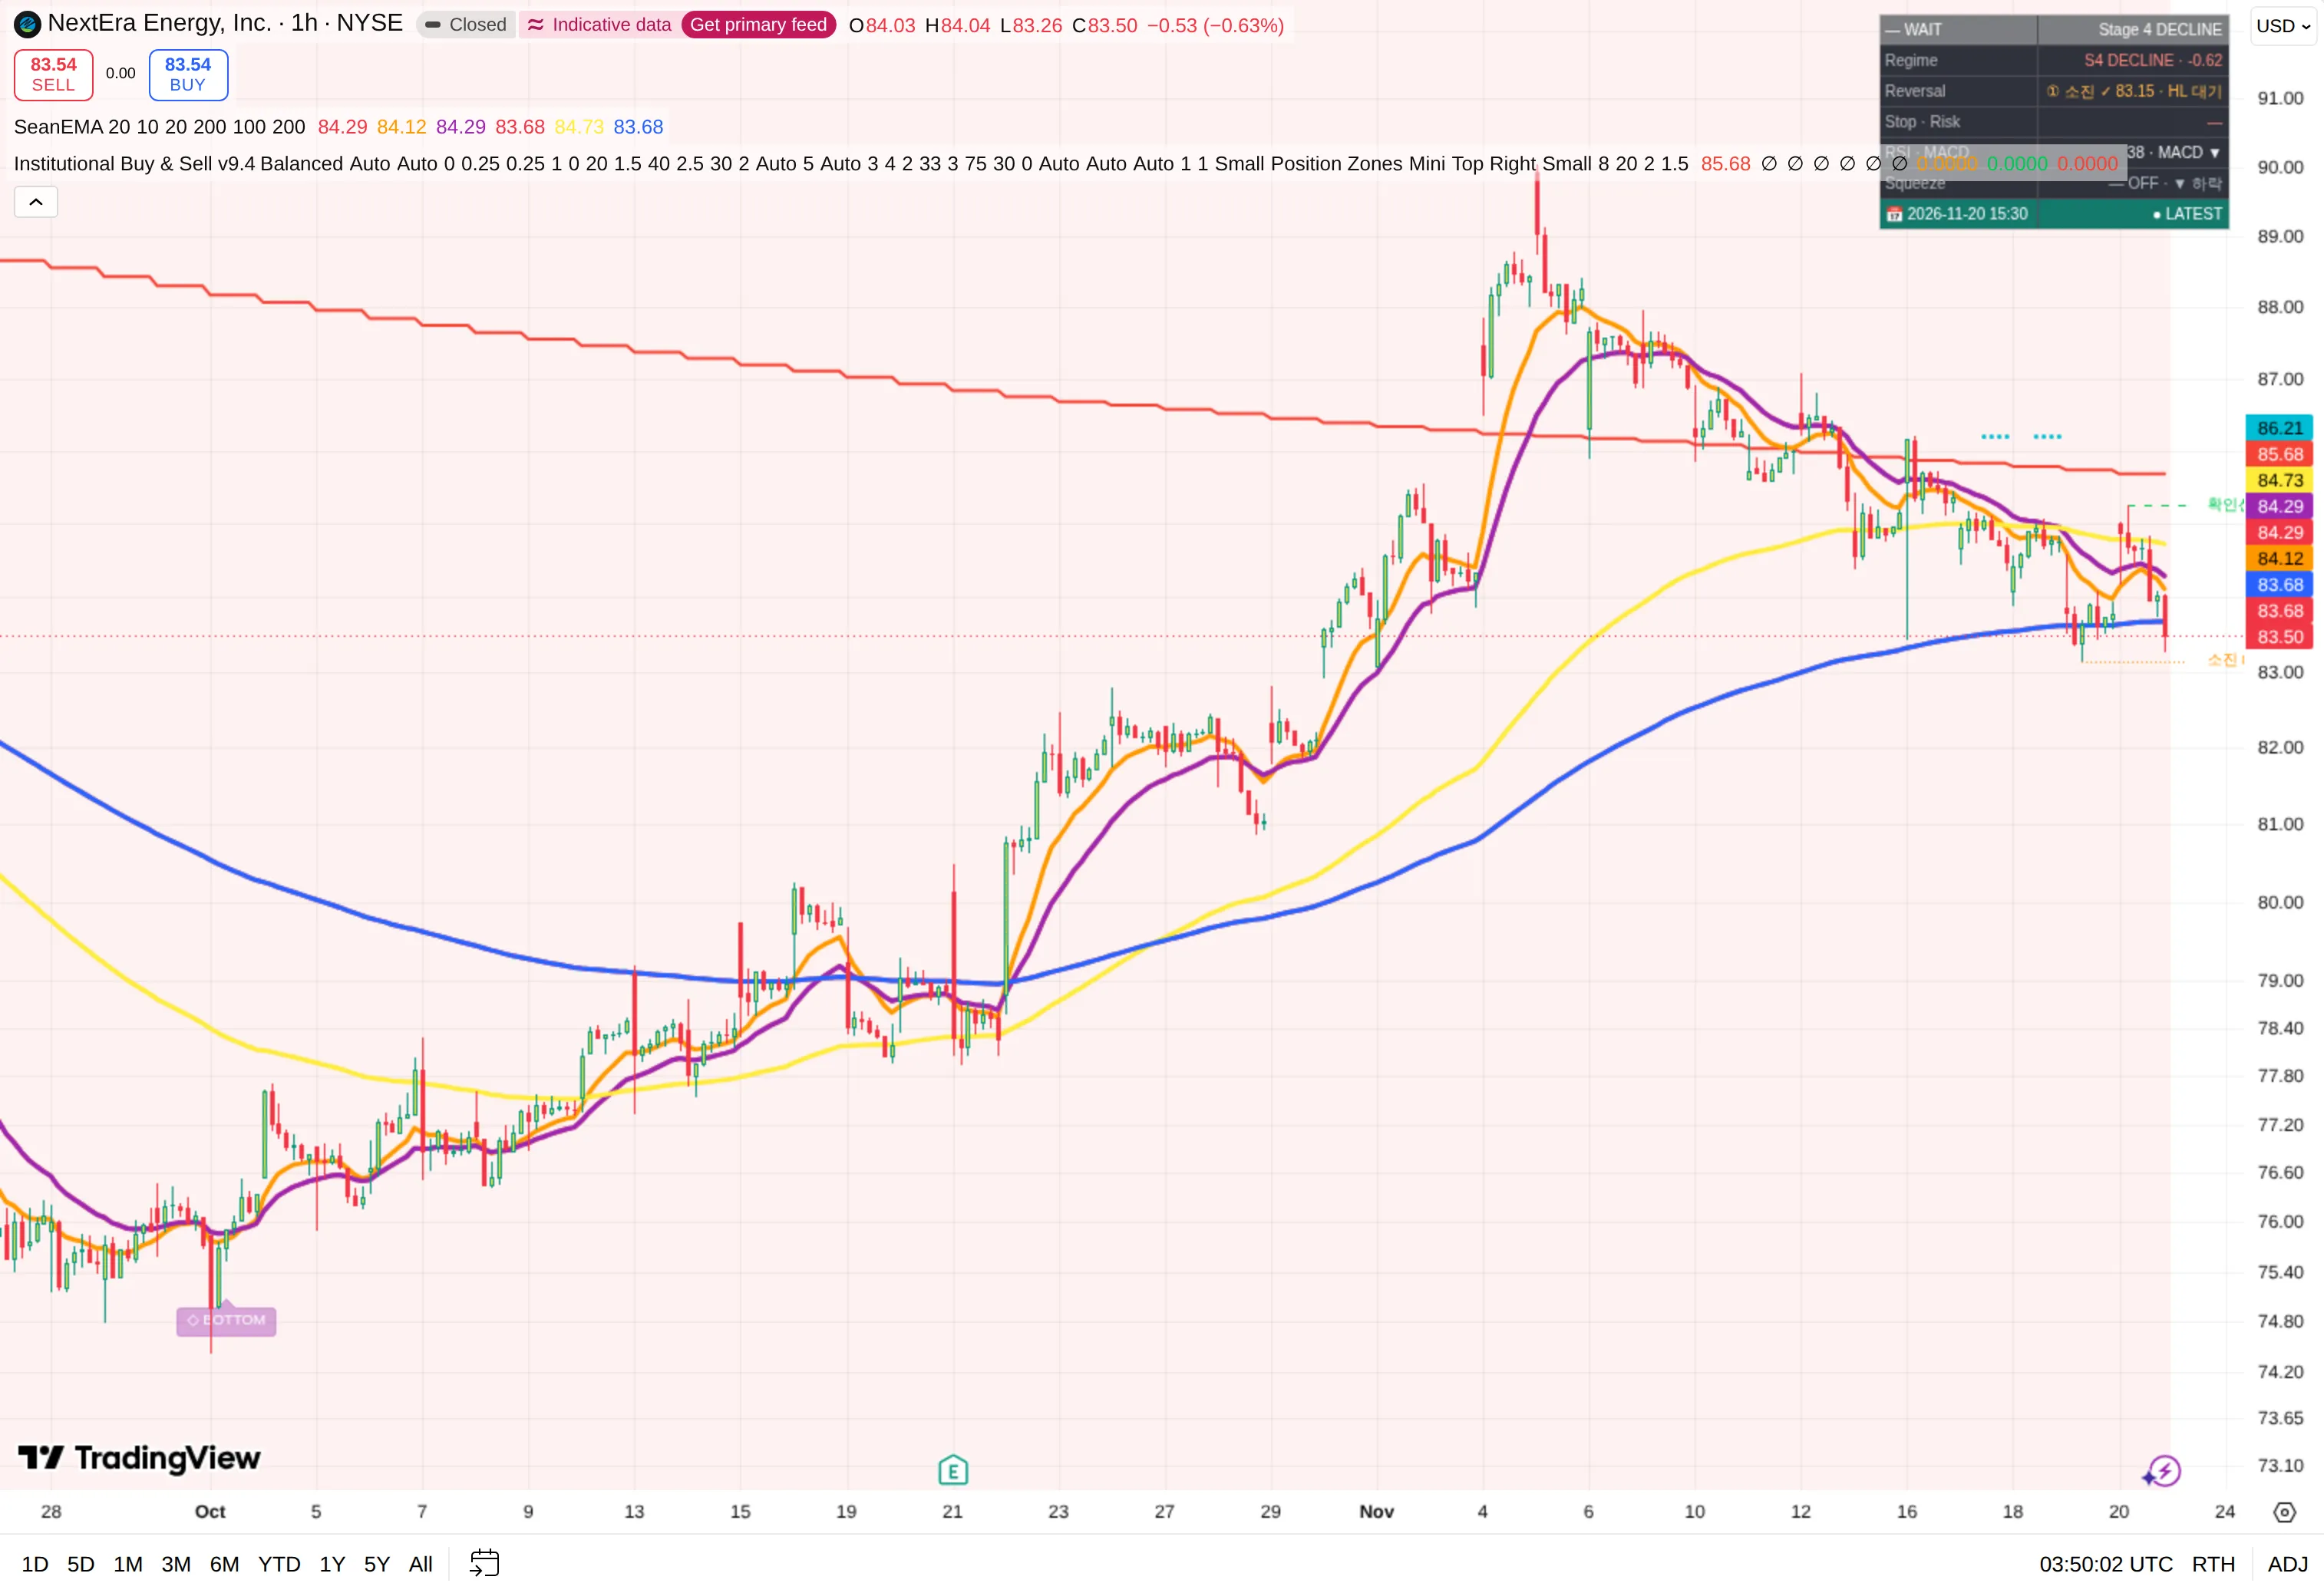 NextEra Energy, Inc. · 1h · NYSE Closed Indicative data Get primary feed O84.03 H84.04 L83.26 C83.50 −0.53 (−0.63%)
USD
83.54 SELL 0.00 83.54 BUY
SeanEMA 20 10 20 200 100 200 84.29 84.12 84.29 83.68 84.73 83.68
Institutional Buy & Sell v9.4 Balanced Auto Auto 0 0.25 0.25 1 0 20 1.5 40 2.5 30 2 Auto 5 Auto 3 4 2 33 3 75 30 0 Auto Auto Auto 1 1 Small Position Zones Mini Top Right Small 8 20 2 1.5 85.68 ∅ ∅ ∅ ∅ ∅ ∅ 0.0000 0.0000 0.0000
— WAIT Stage 4 DECLINE
Regime S4 DECLINE · -0.62
Reversal ① 소진 ✓ 83.15 · HL 대기
Stop · Risk —
RSI · MACD 38 · MACD ▼
Squeeze — OFF · ▼ 하락
📅 2026-11-20 15:30 ● LATEST
91.00
90.00
89.00
88.00
87.00
86.21
85.68
84.73
확인선
84.29
84.29
84.12
83.68
83.68
83.50
소진
83.00
82.00
81.00
80.00
79.00
78.40
77.80
77.20
76.60
76.00
75.40
74.80
74.20
73.65
73.10
◇ BOTTOM
TradingView
E
28 Oct 5 7 9 13 15 19 21 23 27 29 Nov 4 6 10 12 16 18 20 24
1D 5D 1M 3M 6M YTD 1Y 5Y All
03:50:02 UTC RTH ADJ